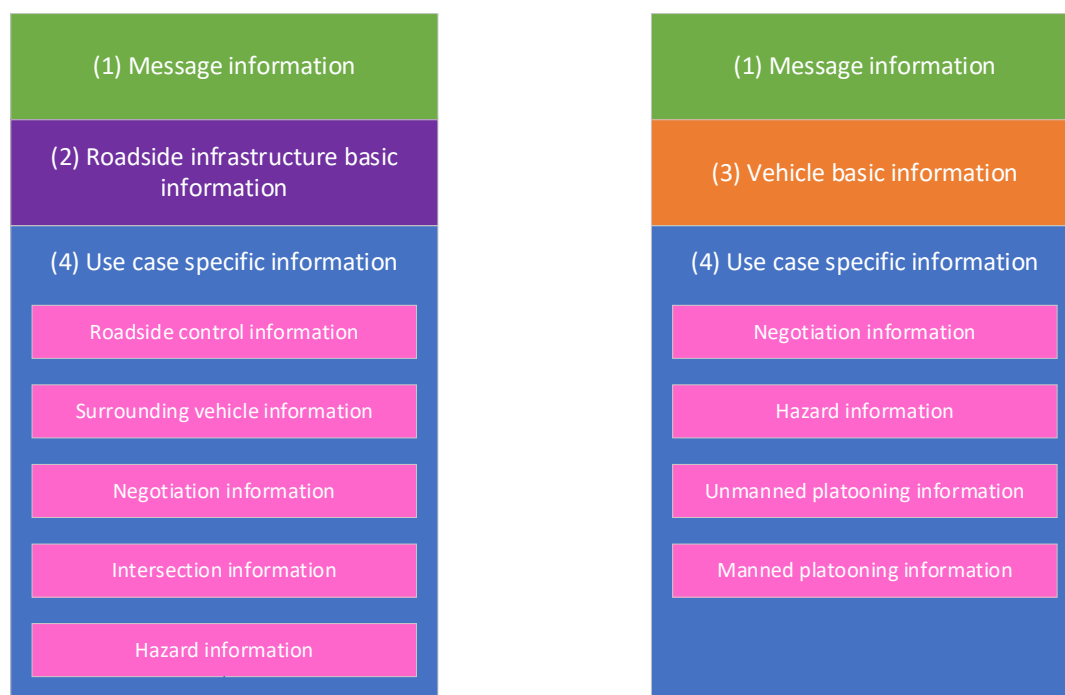 (1) Message information
(2) Roadside infrastructure basic
information
(4) Use case specific information
Roadside control information
Surrounding vehicle information
Negotiation information
Intersection information
Hazard information
(1) Message information
(3) Vehicle basic information
(4) Use case specific information
Negotiation information
Hazard information
Unmanned platooning information
Manned platooning information